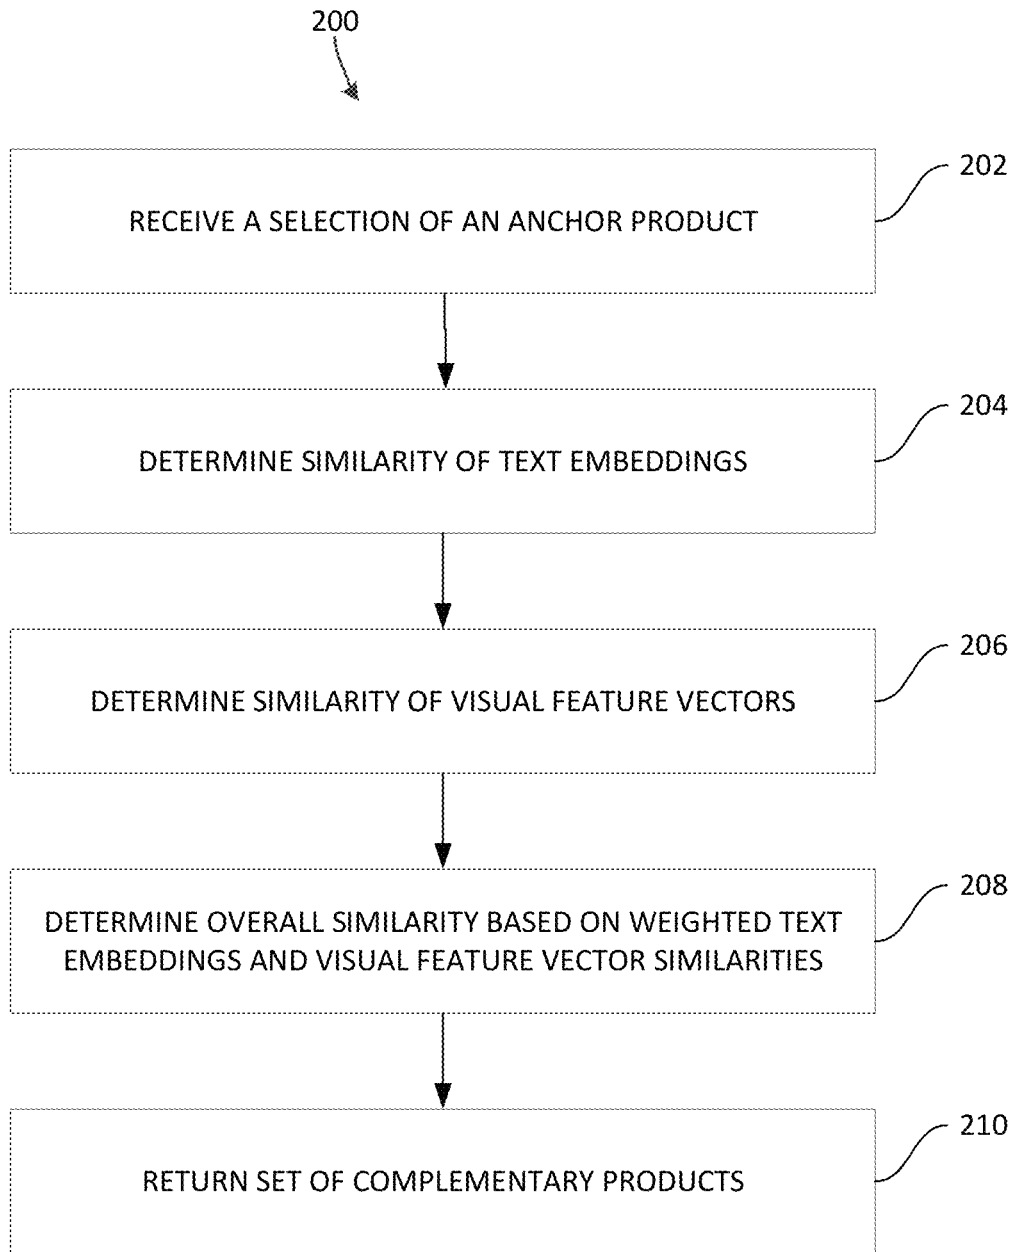 200
202
RECEIVE A SELECTION OF AN ANCHOR PRODUCT
204
DETERMINE SIMILARITY OF TEXT EMBEDDINGS
206
DETERMINE SIMILARITY OF VISUAL FEATURE VECTORS
208
DETERMINE OVERALL SIMILARITY BASED ON WEIGHTED TEXT
EMBEDDINGS AND VISUAL FEATURE VECTOR SIMILARITIES
210
RETURN SET OF COMPLEMENTARY PRODUCTS